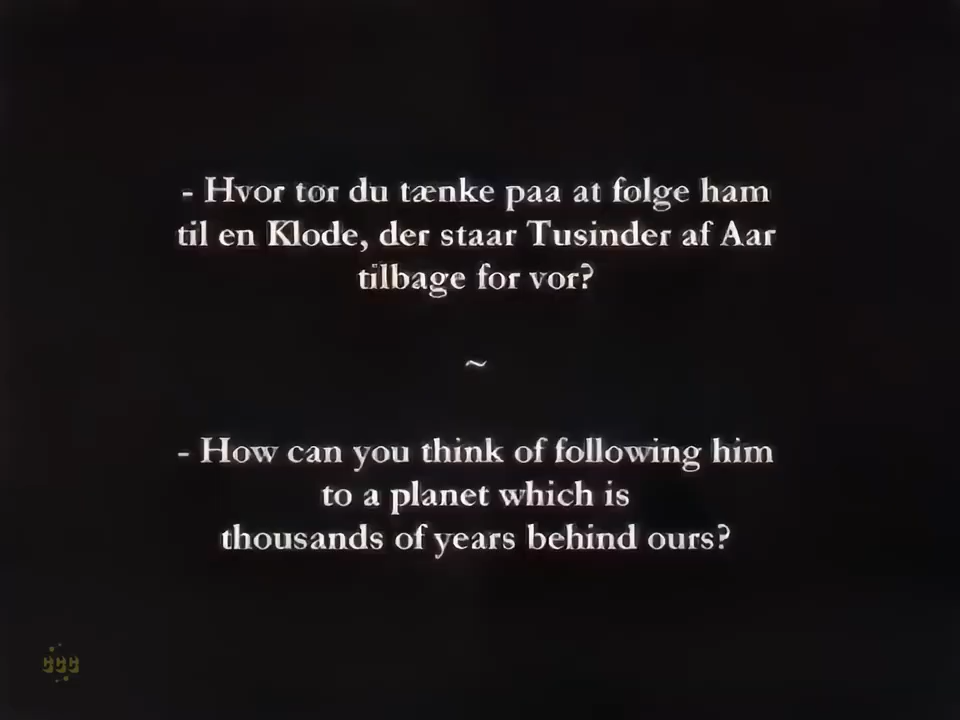 - Hvor tør du tænke paa at følge ham
til en Klode, der staar Tusinder af Aar
tilbage for vor?
~
- How can you think of following him
to a planet which is
thousands of years behind ours?
CCC